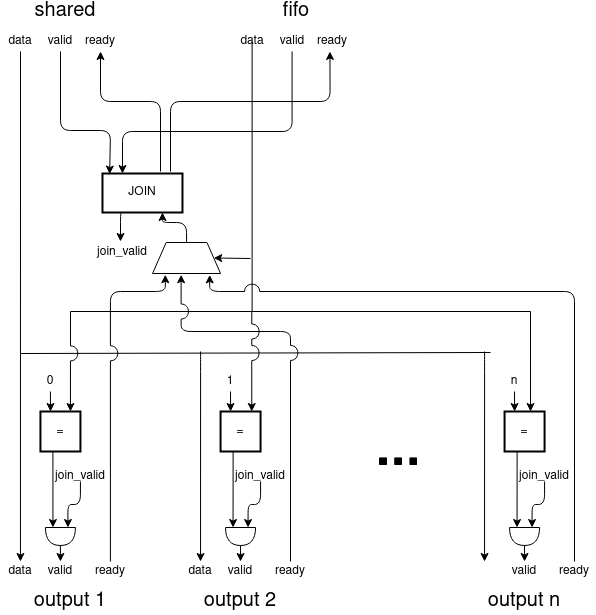 shared fifo
data valid ready data valid ready
JOIN
join_valid
0 1 n
= = =
join_valid join_valid join_valid
data valid ready data valid ready valid ready
output 1 output 2 output n